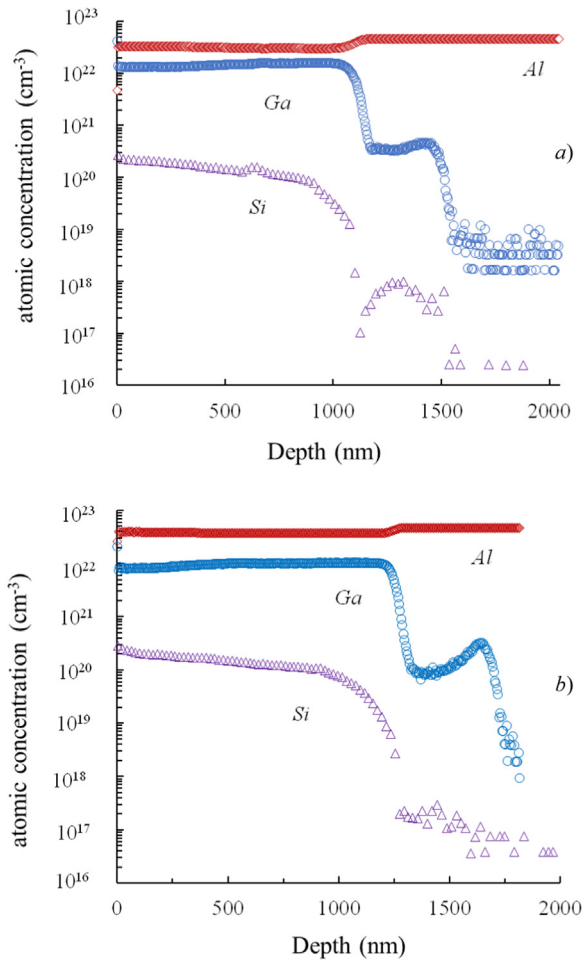 atomic concentration (cm-3)
10²³
10²²
10²¹
10²⁰
10¹⁹
10¹⁸
10¹⁷
10¹⁶
Al
Ga
Si
a)
0
500
1000
1500
2000
Depth (nm)
atomic concentration (cm-3)
10²³
10²²
10²¹
10²⁰
10¹⁹
10¹⁸
10¹⁷
10¹⁶
Al
Ga
Si
b)
0
500
1000
1500
2000
Depth (nm)